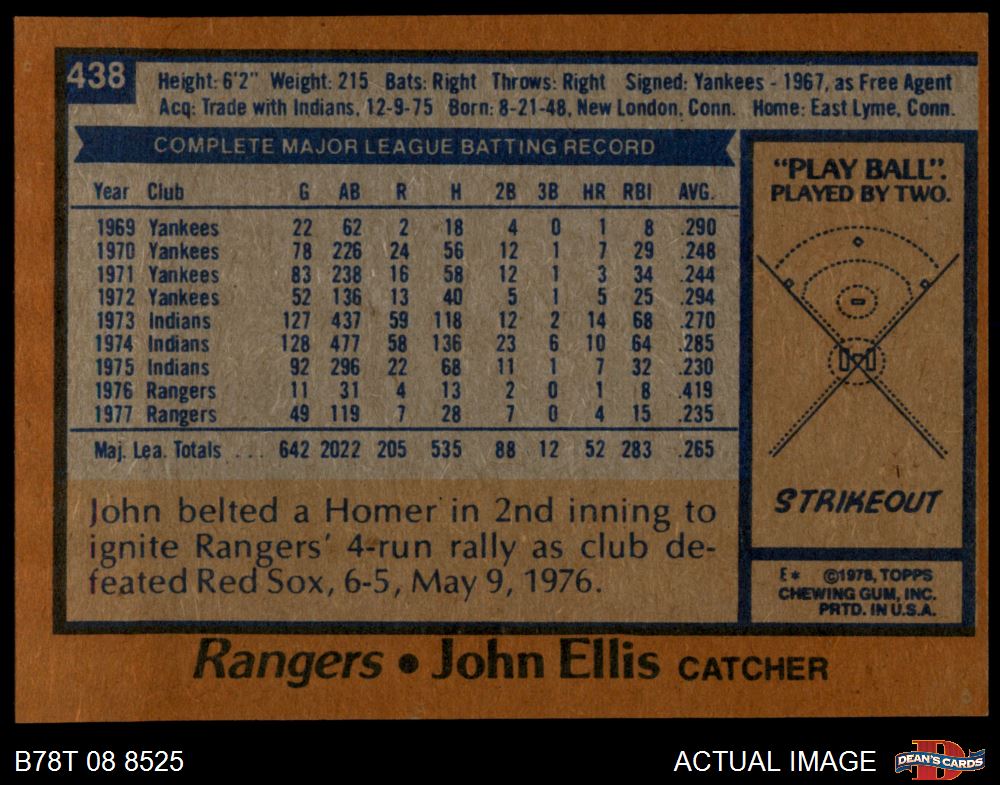 438
Height: 6'2" Weight: 215 Bats: Right Throws: Right Signed: Yankees - 1967, as Free Agent
Acq: Trade with Indians, 12-9-75 Born: 8-21-48, New London, Conn. Home: East Lyme, Conn.
COMPLETE MAJOR LEAGUE BATTING RECORD
Year Club G AB R H 2B 3B HR RBI AVG.
1969 Yankees 22 62 2 18 4 0 1 8 .290
1970 Yankees 78 226 24 56 12 1 7 29 .248
1971 Yankees 83 238 16 58 12 1 3 34 .244
1972 Yankees 52 136 13 40 5 1 5 25 .294
1973 Indians 127 437 59 118 12 2 14 68 .270
1974 Indians 128 477 58 136 23 6 10 64 .285
1975 Indians 92 296 22 68 11 1 7 32 .230
1976 Rangers 11 31 4 13 2 0 1 8 .419
1977 Rangers 49 119 7 28 7 0 4 15 .235
Maj. Lea. Totals ... 642 2022 205 535 88 12 52 283 .265
John belted a Homer in 2nd inning to
ignite Rangers' 4-run rally as club de-
feated Red Sox, 6-5, May 9, 1976.
"PLAY BALL".
PLAYED BY TWO.
STRIKEOUT
E* ©1978, TOPPS
CHEWING GUM, INC.
PRTD. IN U.S.A.
Rangers • John Ellis CATCHER
B78T 08 8525
ACTUAL IMAGE
D
DEAN'S CARDS